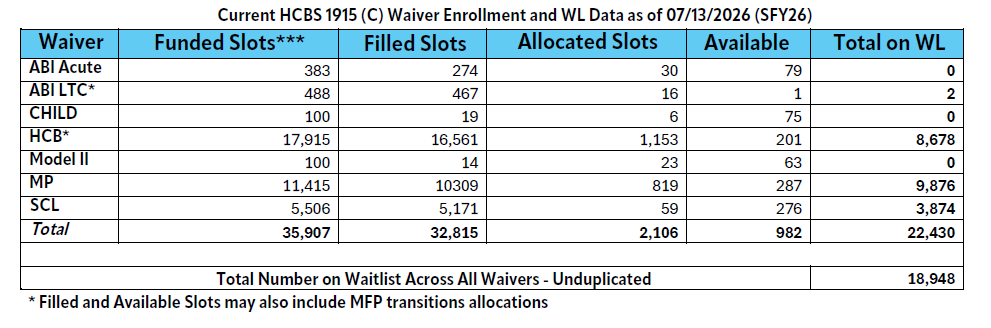 Current HCBS 1915 (C) Waiver Enrollment and WL Data as of 07/13/2026 (SFY26)
Waiver Funded Slots*** Filled Slots Allocated Slots Available Total on WL
ABI Acute 383 274 30 79 0
ABI LTC* 488 467 16 1 2
CHILD 100 19 6 75 0
HCB* 17,915 16,561 1,153 201 8,678
Model II 100 14 23 63 0
MP 11,415 10309 819 287 9,876
SCL 5,506 5,171 59 276 3,874
Total 35,907 32,815 2,106 982 22,430
Total Number on Waitlist Across All Waivers - Unduplicated 18,948
* Filled and Available Slots may also include MFP transitions allocations